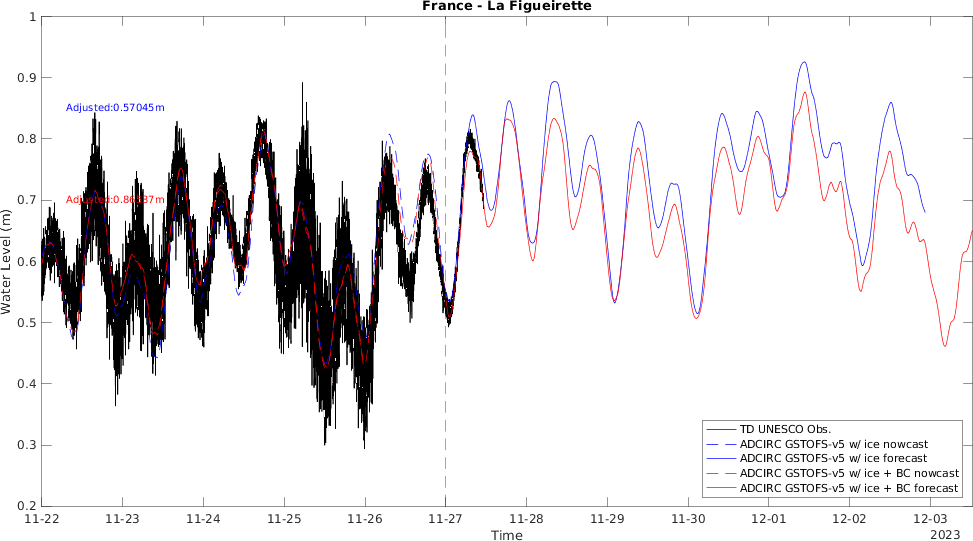 France - La Figueirette
1
0.9
0.8
0.7
0.6
0.5
0.4
0.3
0.2
Water Level (m)
Adjusted:0.57045m
TD UNESCO Obs.
ADCIRC GSTOFS-v5 w/ ice nowcast
ADCIRC GSTOFS-v5 w/ ice forecast
ADCIRC GSTOFS-v5 w/ ice + BC nowcast
ADCIRC GSTOFS-v5 w/ ice + BC forecast
11-22 11-23 11-24 11-25 11-26 11-27 11-28 11-29 11-30 12-01 12-02 12-03
Time
2023